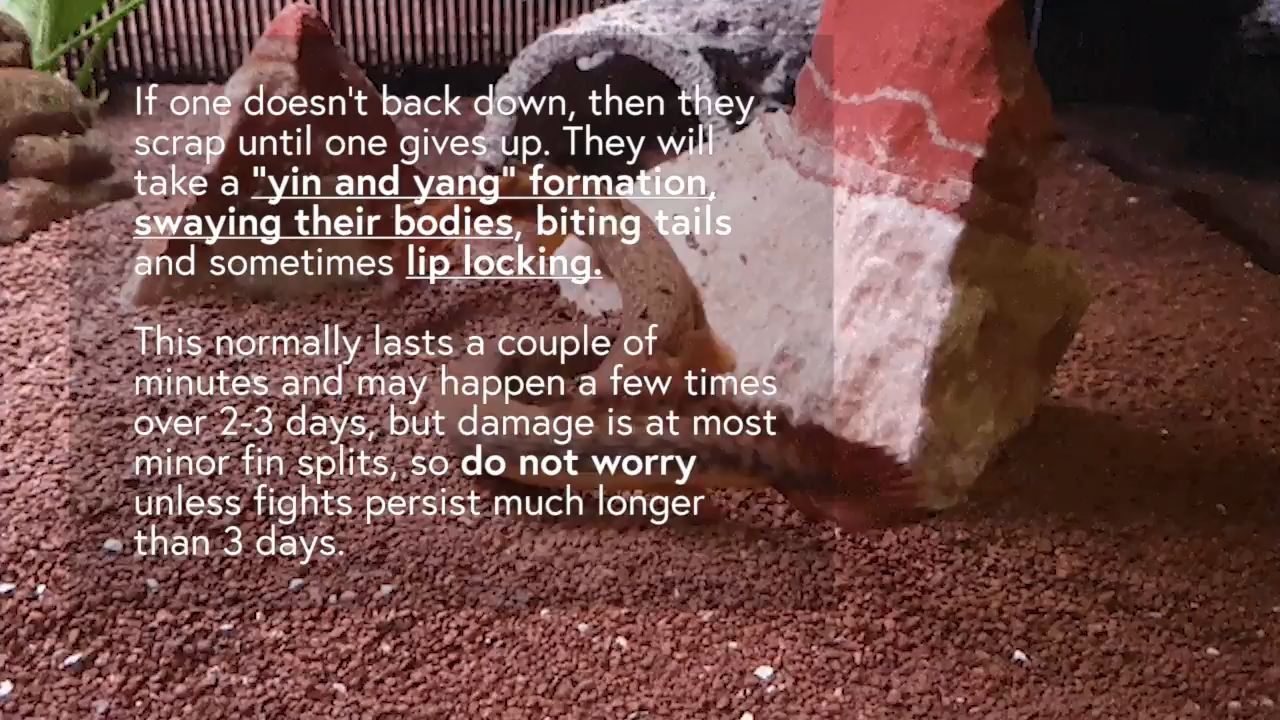 If one doesn't back down, then they
scrap until one gives up. They will
take a "yin and yang" formation,
swaying their bodies, biting tails
and sometimes lip locking.
This normally lasts a couple of
minutes and may happen a few times
over 2-3 days, but damage is at most
minor fin splits, so do not worry
unless fights persist much longer
than 3 days.